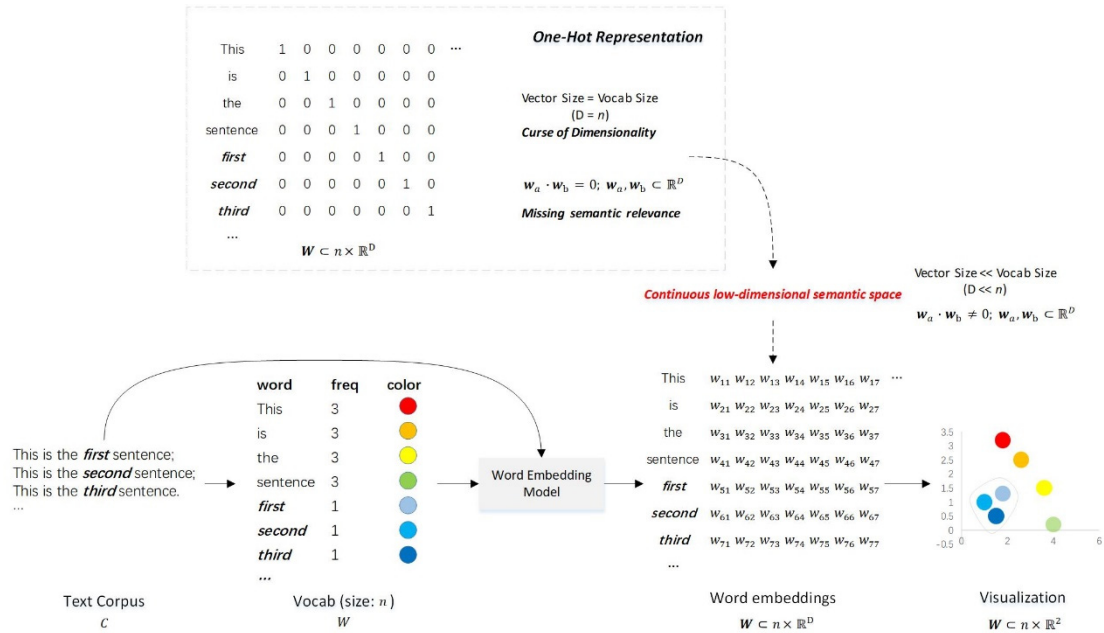 One-Hot Representation
This 1 0 0 0 0 0 0 ...
is 0 1 0 0 0 0 0
the 0 0 1 0 0 0 0
sentence 0 0 0 1 0 0 0
first 0 0 0 0 1 0 0
second 0 0 0 0 0 1 0
third 0 0 0 0 0 0 1
...
W ⊂ n × ℝᴰ
Vector Size = Vocab Size
(D = n)
Curse of Dimensionality
wₐ · w_b = 0; wₐ, w_b ⊂ ℝᴰ
Missing semantic relevance
Continuous low-dimensional semantic space
Vector Size << Vocab Size
(D << n)
wₐ · w_b ≠ 0; wₐ, w_b ⊂ ℝᴰ
This is the first sentence;
This is the second sentence;
This is the third sentence.
...
Text Corpus
C
word freq color
This 3
is 3
the 3
sentence 3
first 1
second 1
third 1
...
Vocab (size: n)
W
Word Embedding
Model
This w₁₁ w₁₂ w₁₃ w₁₄ w₁₅ w₁₆ w₁₇ ...
is w₂₁ w₂₂ w₂₃ w₂₄ w₂₅ w₂₆ w₂₇
the w₃₁ w₃₂ w₃₃ w₃₄ w₃₅ w₃₆ w₃₇
sentence w₄₁ w₄₂ w₄₃ w₄₄ w₄₅ w₄₆ w₄₇
first w₅₁ w₅₂ w₅₃ w₅₄ w₅₅ w₅₆ w₅₇
second w₆₁ w₆₂ w₆₃ w₆₄ w₆₅ w₆₆ w₆₇
third w₇₁ w₇₂ w₇₃ w₇₄ w₇₅ w₇₆ w₇₇
...
Word embeddings
W ⊂ n × ℝᴰ
3.5
3
2.5
2
1.5
1
0.5
0
-0.5
0 2 4 6
Visualization
W ⊂ n × ℝ²